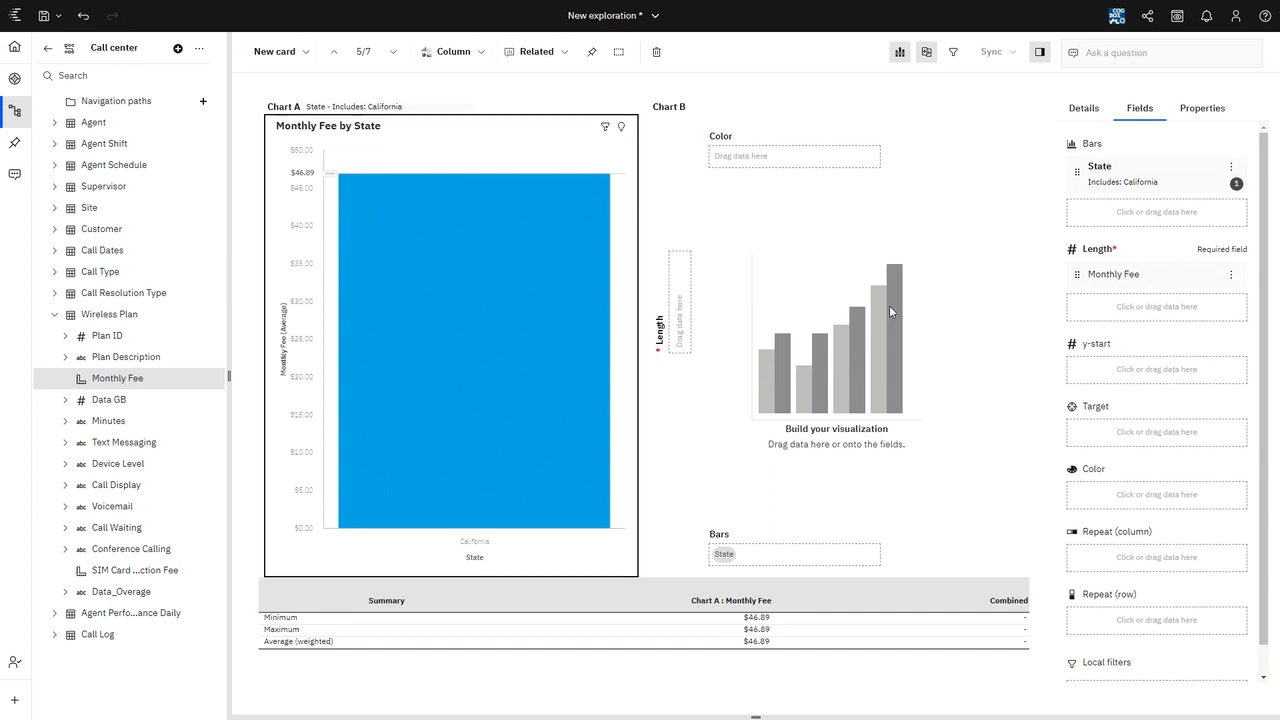 New exploration *
COGBOX
Call center
New card
5/7
Column
Related
Sync
Ask a question
Search
Navigation paths
Agent
Agent Shift
Agent Schedule
Supervisor
Site
Customer
Call Dates
Call Type
Call Resolution Type
Wireless Plan
Plan ID
Plan Description
Monthly Fee
Data GB
abc Minutes
abc Text Messaging
abc Device Level
abc Call Display
abc Voicemail
abc Call Waiting
abc Conference Calling
SIM Card ...ction Fee
abc Data_Overage
Agent Perfo...ance Daily
Call Log
Chart A State - Includes: California
Monthly Fee by State
$50.00
$46.89
$45.00
$40.00
$35.00
$30.00
$25.00
$20.00
$15.00
$10.00
$5.00
$0.00
Monthly Fee (Average)
California
State
Chart B
Color
Drag data here
* Length
Drag data here
Build your visualization
Drag data here or onto the fields.
Bars
State
Summary Chart A : Monthly Fee Combined
Minimum $46.89 -
Maximum $46.89 -
Average (weighted) $46.89 -
Details Fields Properties
Bars
State
Includes: California
1
Click or drag data here
# Length* Required field
Monthly Fee
Click or drag data here
# y-start
Click or drag data here
Target
Click or drag data here
Color
Click or drag data here
Repeat (column)
Click or drag data here
Repeat (row)
Click or drag data here
Local filters